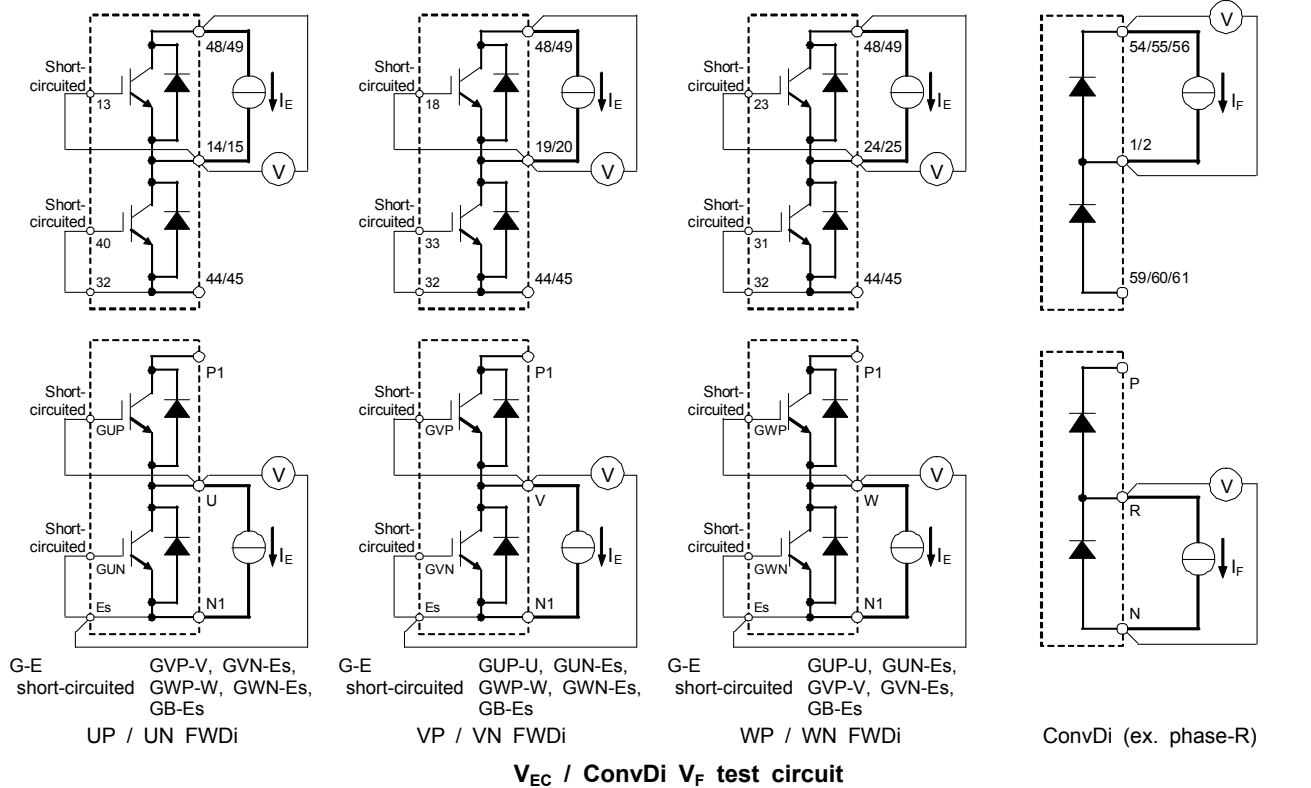 48/49
Short-
circuited
13
I_E
14/15
V
Short-
circuited
40
32
44/45
48/49
Short-
circuited
18
I_E
19/20
V
Short-
circuited
33
32
44/45
48/49
Short-
circuited
23
I_E
24/25
V
Short-
circuited
31
32
44/45
V
54/55/56
I_F
1/2
59/60/61
P1
Short-
circuited
GUP
V
U
Short-
circuited
GUN
I_E
Es
N1
P1
Short-
circuited
GVP
V
V
Short-
circuited
GVN
I_E
Es
N1
P1
Short-
circuited
GWP
V
W
Short-
circuited
GWN
I_E
Es
N1
P
V
R
I_F
N
G-E GVP-V, GVN-Es,
short-circuited GWP-W, GWN-Es,
GB-Es
UP / UN FWDi
G-E GUP-U, GUN-Es,
short-circuited GWP-W, GWN-Es,
GB-Es
VP / VN FWDi
G-E GUP-U, GUN-Es,
short-circuited GVP-V, GVN-Es,
GB-Es
WP / WN FWDi
ConvDi (ex. phase-R)
V_EC / ConvDi V_F test circuit